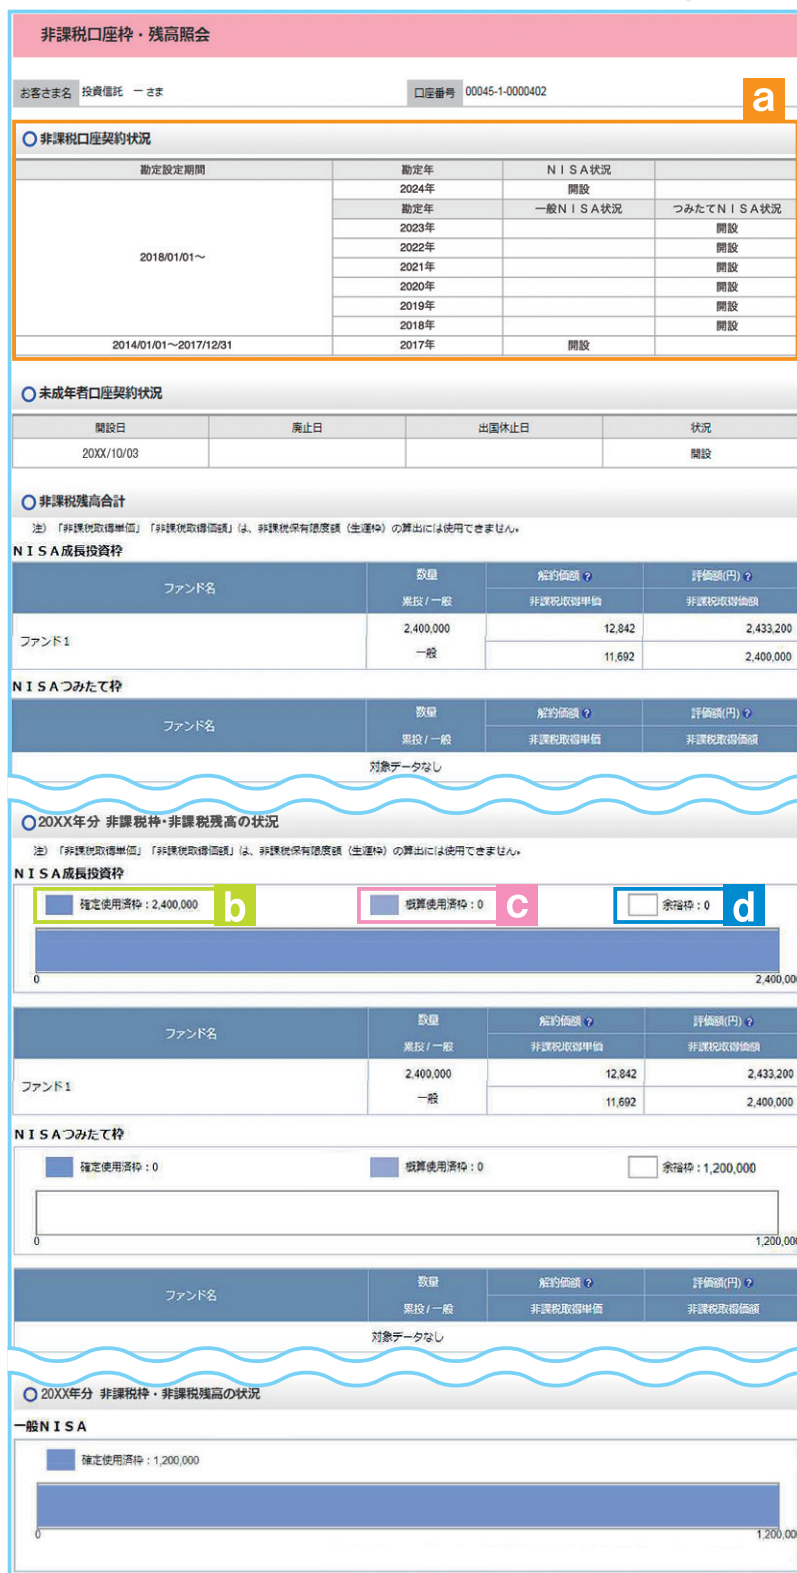 非課税口座枠・残高照会
お客さま名 投資信託 一 さま 口座番号 00045-1-0000402
a
非課税口座契約状況
勘定設定期間 勘定年 ＮＩＳＡ状況
2024年 開設
勘定年 一般ＮＩＳＡ状況 つみたてＮＩＳＡ状況
2023年 開設
2022年 開設
2018/01/01～
2021年 開設
2020年 開設
2019年 開設
2018年 開設
2014/01/01～2017/12/31 2017年 開設
未成年者口座契約状況
開設日 廃止日 出国休止日 状況
20XX/10/03 開設
非課税残高合計
注）「非課税取得単価」「非課税取得価額」は、非課税保有限度額（生涯枠）の算出には使用できません。
ＮＩＳＡ成長投資枠
ファンド名 数量 解約価額 ? 評価額(円) ?
累投 / 一般 非課税取得単価 非課税取得価額
ファンド1 2,400,000 12,842 2,433,200
一般 11,692 2,400,000
ＮＩＳＡつみたて枠
ファンド名 数量 解約価額 ? 評価額(円) ?
累投 / 一般 非課税取得単価 非課税取得価額
対象データなし
20XX年分 非課税枠・非課税残高の状況
注）「非課税取得単価」「非課税取得価額」は、非課税保有限度額（生涯枠）の算出には使用できません。
ＮＩＳＡ成長投資枠
確定使用済枠：2,400,000 b 概算使用済枠：0 c 余裕枠：0 d
0 2,400,00
ファンド名 数量 解約価額 ? 評価額(円) ?
累投 / 一般 非課税取得単価 非課税取得価額
ファンド1 2,400,000 12,842 2,433,200
一般 11,692 2,400,000
ＮＩＳＡつみたて枠
確定使用済枠：0 概算使用済枠：0 余裕枠：1,200,000
0 1,200,000
ファンド名 数量 解約価額 ? 評価額(円) ?
累投 / 一般 非課税取得単価 非課税取得価額
対象データなし
20XX年分 非課税枠・非課税残高の状況
一般ＮＩＳＡ
確定使用済枠：1,200,000
0 1,200,00